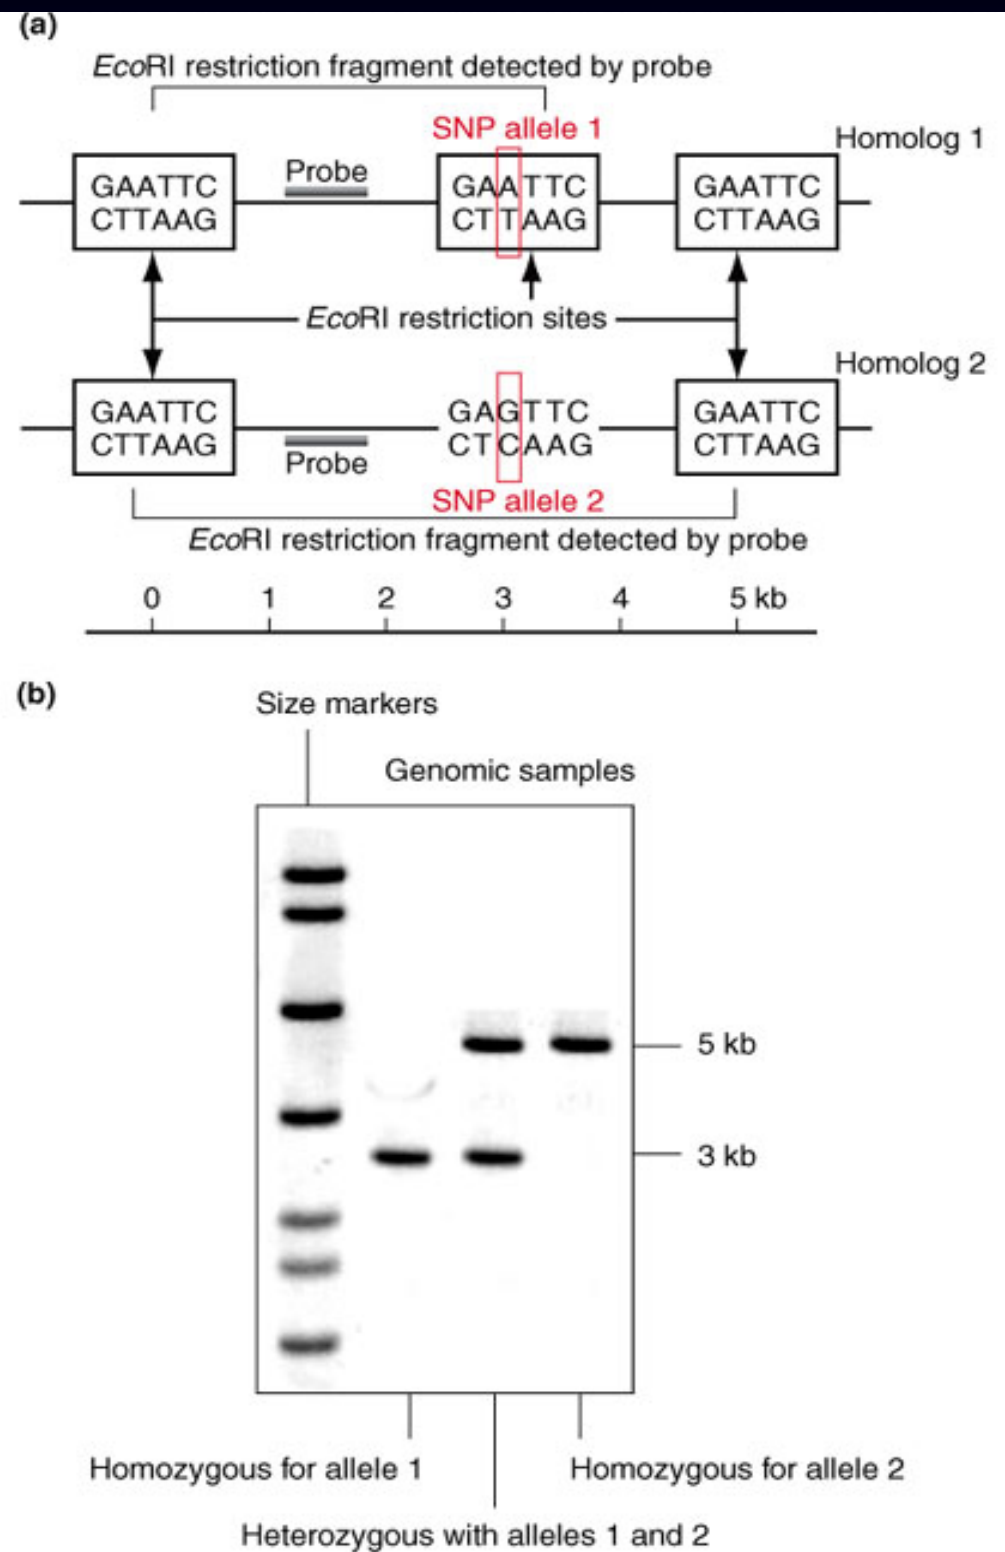 (a)
EcoRI restriction fragment detected by probe
SNP allele 1
Homolog 1
GAATTC
CTTAAG
Probe
GAATTC
CTTAAG
GAATTC
CTTAAG
EcoRI restriction sites
Homolog 2
GAATTC
CTTAAG
Probe
GAGTTC
CTCAAG
GAATTC
CTTAAG
SNP allele 2
EcoRI restriction fragment detected by probe
0 1 2 3 4 5 kb
(b)
Size markers
Genomic samples
5 kb
3 kb
Homozygous for allele 1
Homozygous for allele 2
Heterozygous with alleles 1 and 2